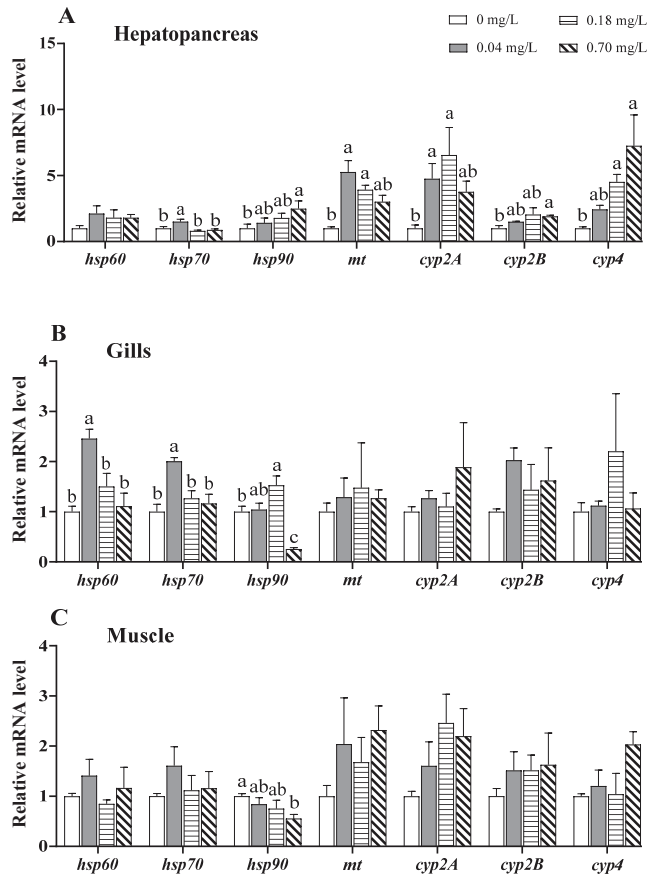 A
Hepatopancreas
0 mg/L
0.18 mg/L
0.04 mg/L
0.70 mg/L
Relative mRNA level
15
10
5
0
b a b b
b ab ab a
b a a ab
b a a ab
b ab ab a
b ab a a
hsp60 hsp70 hsp90 mt cyp2A cyp2B cyp4
B
Gills
Relative mRNA level
4
3
2
1
0
b a b b
b a b b
b ab a c
hsp60 hsp70 hsp90 mt cyp2A cyp2B cyp4
C
Muscle
Relative mRNA level
4
3
2
1
0
a ab ab b
hsp60 hsp70 hsp90 mt cyp2A cyp2B cyp4